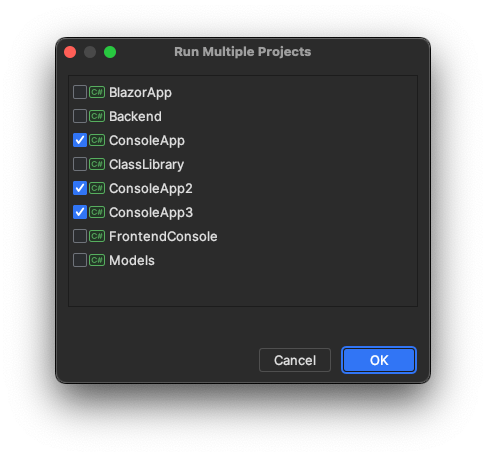 Run Multiple Projects
C# BlazorApp
C# Backend
C# ConsoleApp
C# ClassLibrary
C# ConsoleApp2
C# ConsoleApp3
C# FrontendConsole
C# Models
Cancel OK